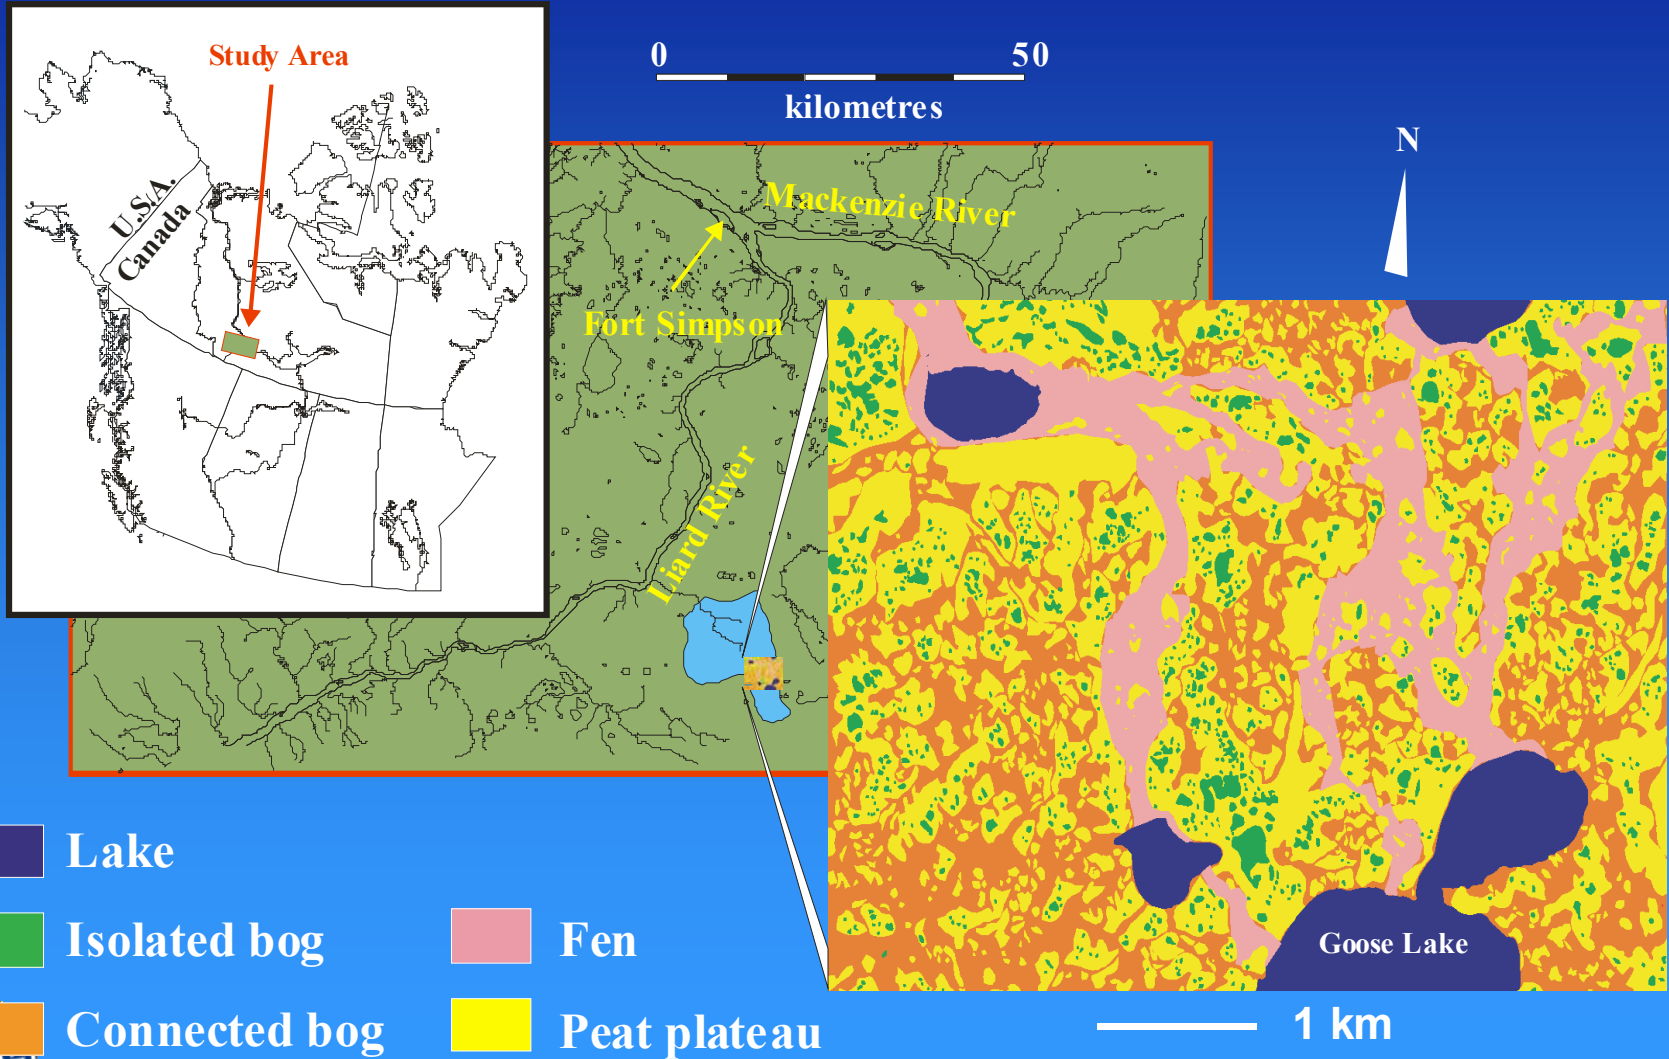 Study Area
U.S.A.
Canada
0 50
kilometres
N
Mackenzie River
Fort Simpson
Liard River
Goose Lake
Lake
Isolated bog
Fen
Connected bog
Peat plateau
1 km